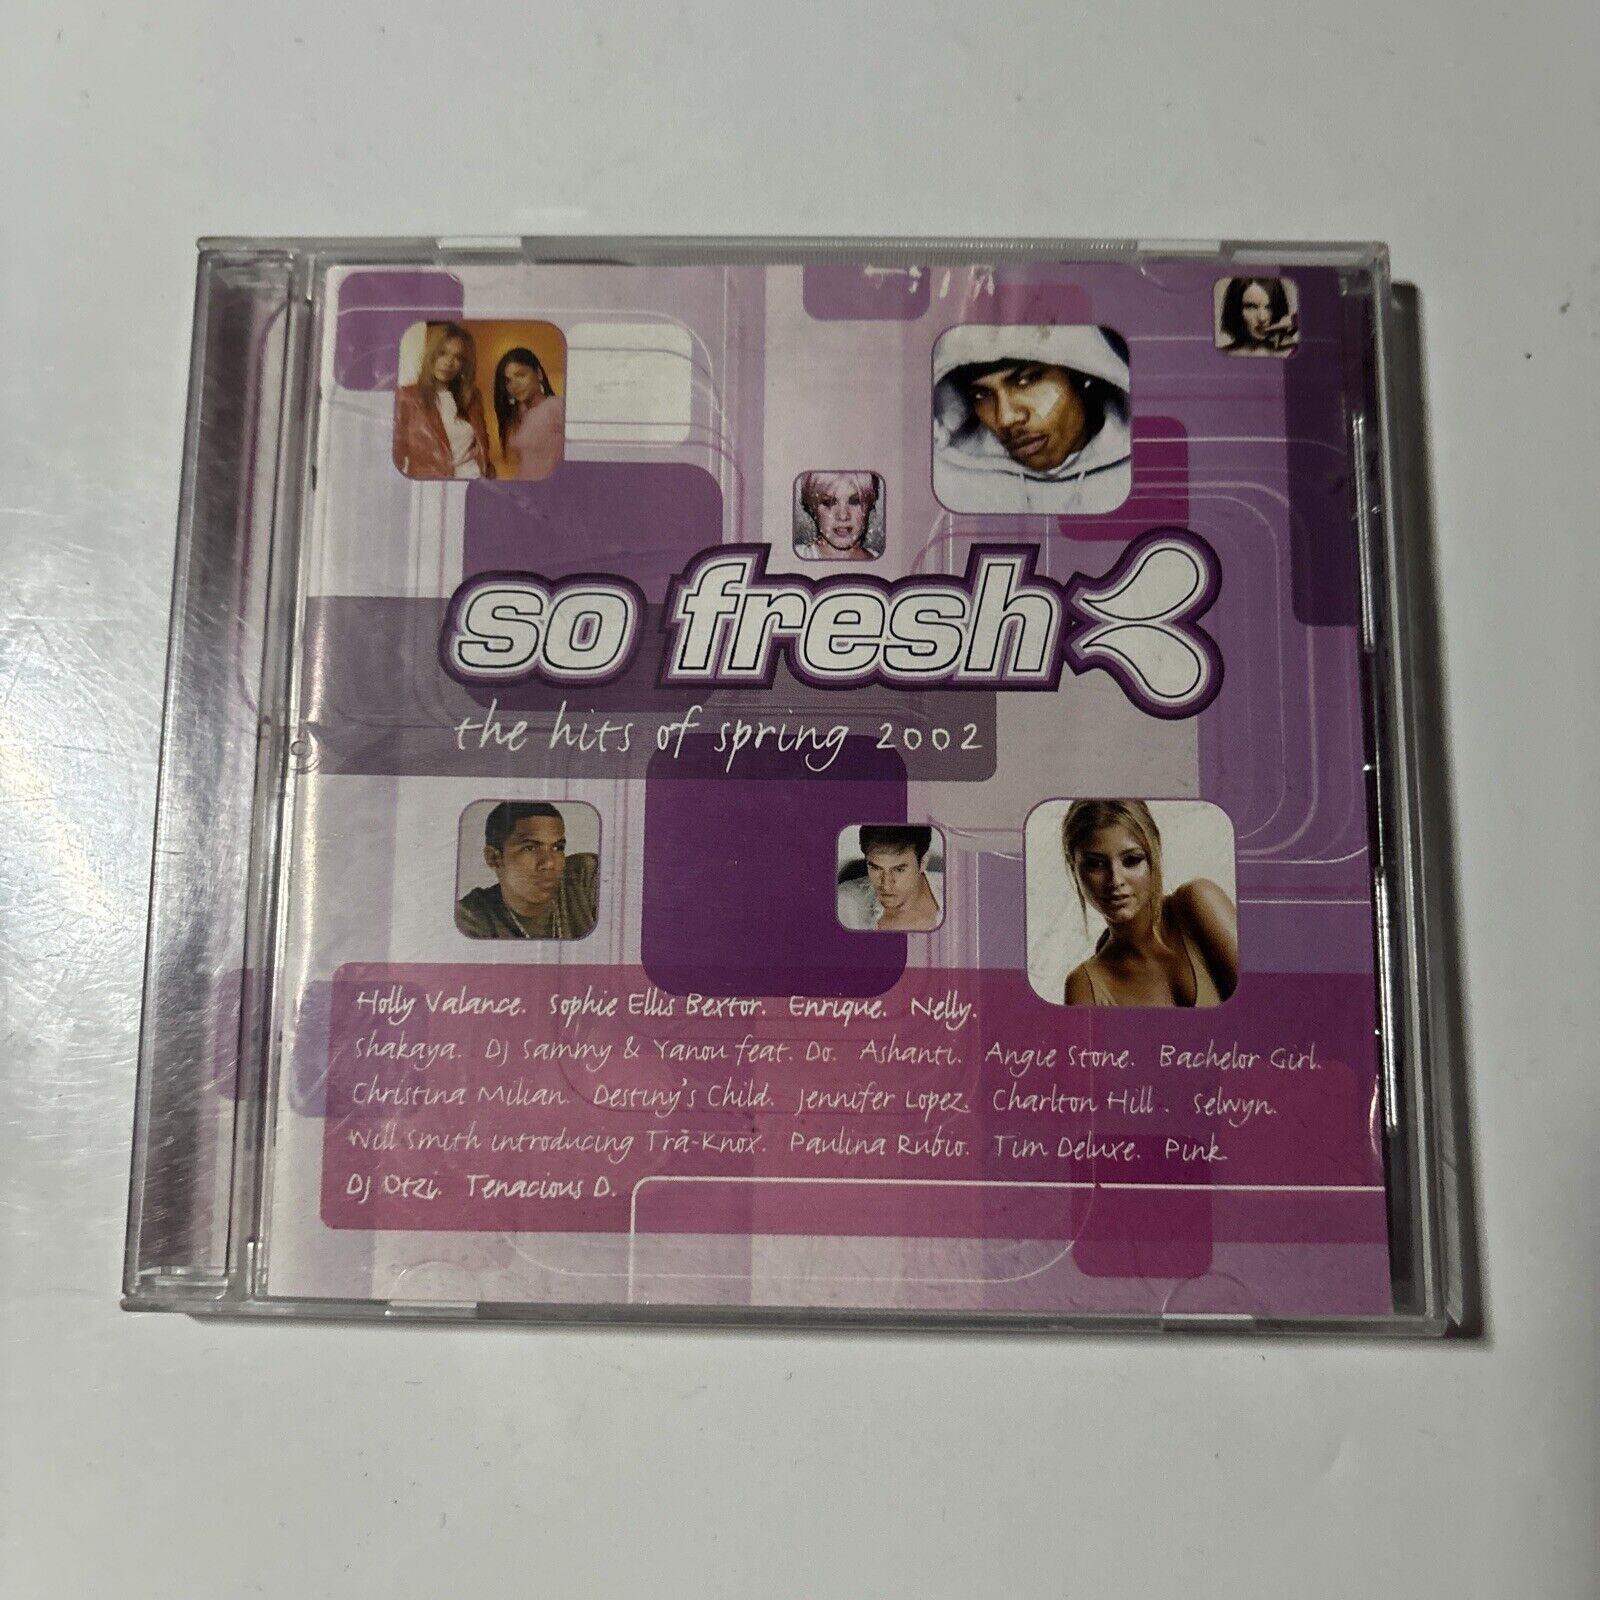 so fresh
the hits of spring 2002
Holly Valance. Sophie Ellis Bextor. Enrique. Nelly.
Shakaya. DJ Sammy & Yanou feat. Do. Ashanti. Angie Stone. Bachelor Girl.
Christina Milian. Destiny's Child. Jennifer Lopez. Charlton Hill. Selwyn.
Will Smith introducing Trā-Knox. Paulina Rubio. Tim Deluxe. Pink
DJ Otzi. Tenacious D.